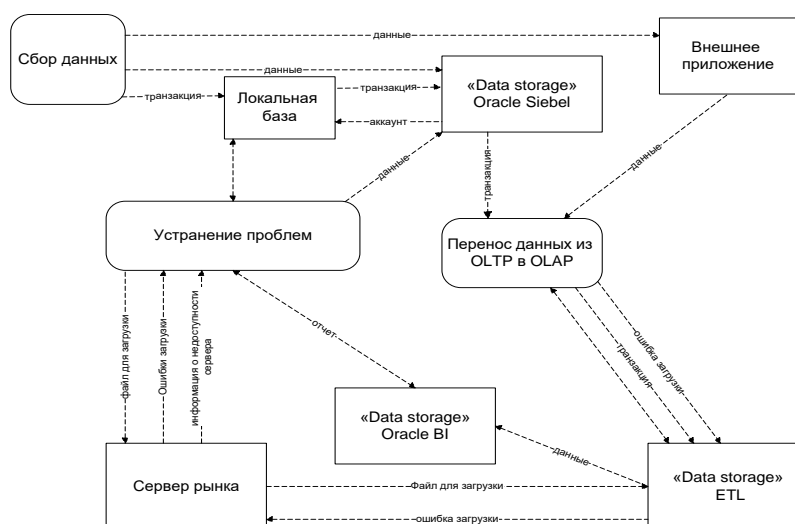 данные
Сбор данных
Внешнее
приложение
данные
«Data storage»
Oracle Siebel
транзакция
Локальная
база
транзакция
аккаунт
данные
транзакция
данные
Устранение проблем
Перенос данных из
OLTP в OLAP
файл для загрузки
Ошибки загрузки
информация о недоступности
сервера
отчет
транзакция
ошибка загрузки
«Data storage»
Oracle BI
данные
Сервер рынка
Файл для загрузки
«Data storage»
ETL
ошибка загрузки